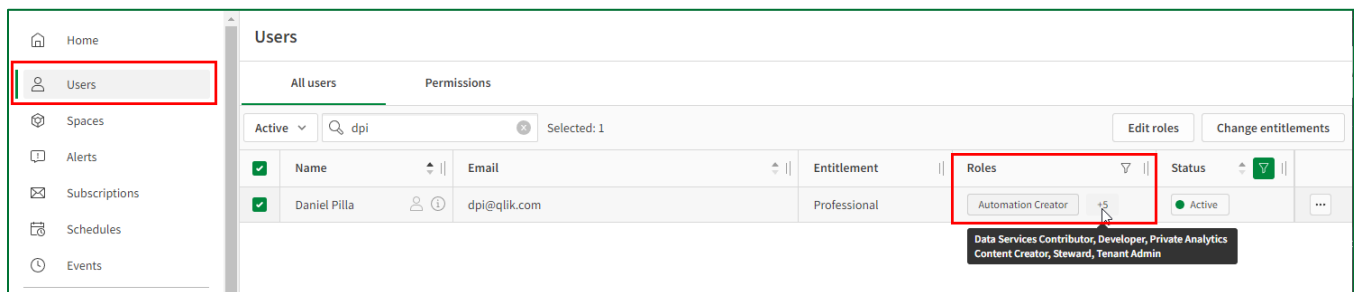 Home
Users
Spaces
Alerts
Subscriptions
Schedules
Events
Users
All users Permissions
Active dpi Selected: 1 Edit roles Change entitlements
Name Email Entitlement Roles Status
Daniel Pilla dpi@qlik.com Professional Automation Creator +5 Active
Data Services Contributor, Developer, Private Analytics
Content Creator, Steward, Tenant Admin